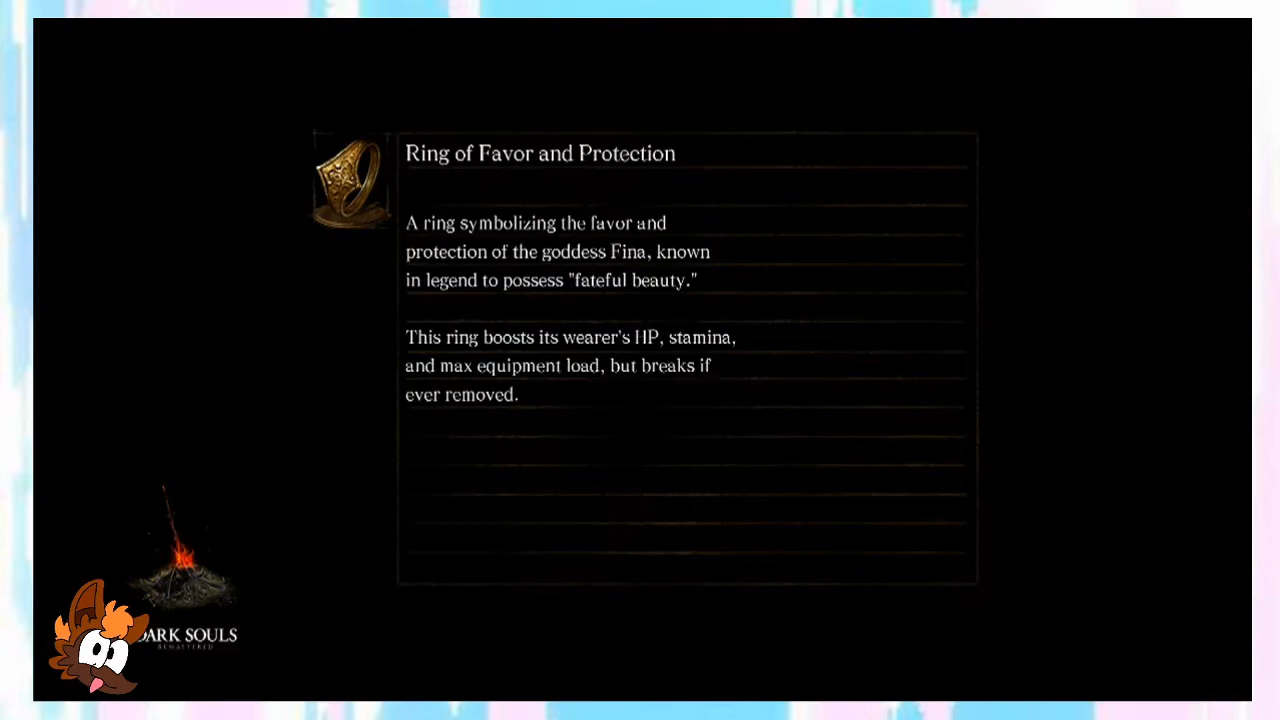 Ring of Favor and Protection
A ring symbolizing the favor and
protection of the goddess Fina, known
in legend to possess "fateful beauty."
This ring boosts its wearer's HP, stamina,
and max equipment load, but breaks if
ever removed.
DARK SOULS
REMASTERED